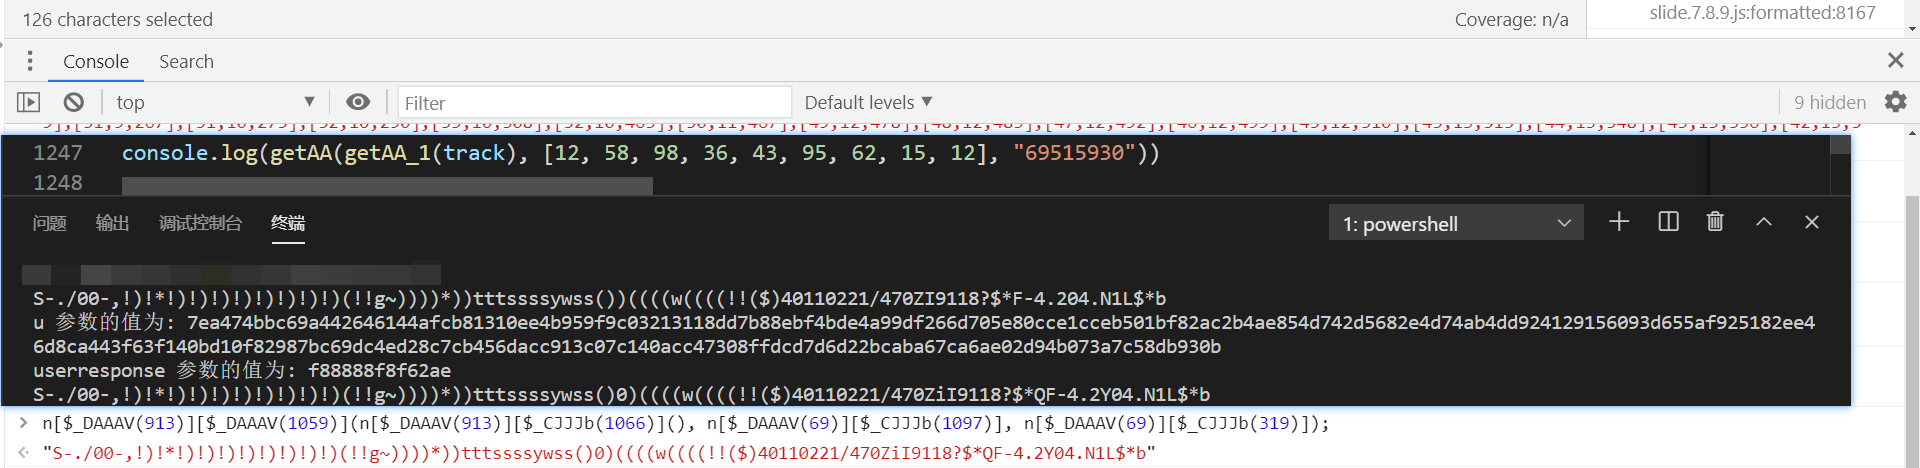 126 characters selected
Coverage: n/a
slide.7.8.9.js:formatted:8167
Console Search
top Filter Default levels 9 hidden
1247 console.log(getAA(getAA_1(track), [12, 58, 98, 36, 43, 95, 62, 15, 12], "69515930"))
1248
问题 输出 调试控制台 终端 1: powershell
S-./00-,!)!*!)!)!)!)!)!)!)!)!)(!!g~))))*))tttssssywss())((((w((((!!($)40110221/470ZI9118?$*F-4.204.N1L$*b
u 参数的值为: 7ea474bbc69a442646144afcb81310ee4b959f9c03213118dd7b88ebf4bde4a99df266d705e80cce1cceb501bf82ac2b4ae854d742d5682e4d74ab4dd924129156093d655af925182ee4
6d8ca443f63f140bd10f82987bc69dc4ed28c7cb456dacc913c07c140acc47308ffdcd7d6d22bcaba67ca6ae02d94b073a7c58db930b
userresponse 参数的值为: f88888f8f62ae
S-./00-,!)!*!)!)!)!)!)!)!)!)!)(!!g~))))*))tttssssywss()0)((((w((((!!($)40110221/470ZiI9118?$*QF-4.2Y04.N1L$*b
> n[$_DAAAV(913)][$_DAAAV(1059)](n[$_DAAAV(913)][$_CJJJb(1066)](), n[$_DAAAV(69)][$_CJJJb(1097)], n[$_DAAAV(69)][$_CJJJb(319)]);
"S-./00-,!)!*!)!)!)!)!)!)!)!)!)(!!g~))))*))tttssssywss()0)((((w((((!!($)40110221/470ZiI9118?$*QF-4.2Y04.N1L$*b"